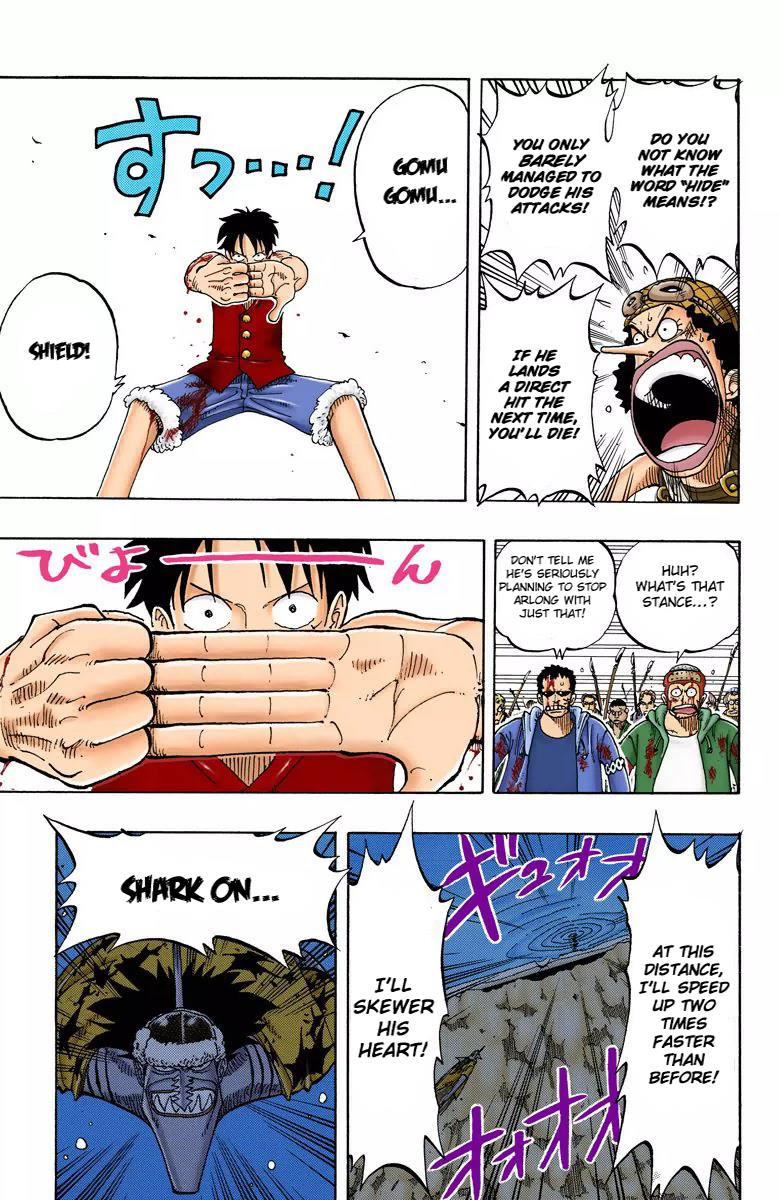 DO YOU
NOT KNOW
WHAT THE
WORD "HIDE"
MEANS!?
YOU ONLY
BARELY
MANAGED TO
DODGE HIS
ATTACKS!
IF HE
LANDS
A DIRECT
HIT THE
NEXT TIME,
YOU'LL DIE!
GOMU
GOMU...
すっ…!
SHIELD!
HUH?
WHAT'S THAT
STANCE...?
DON'T TELL ME
HE'S SERIOUSLY
PLANNING TO STOP
ARLONG WITH
JUST THAT!
びよーーん
ギュオオ
AT THIS
DISTANCE,
I'LL SPEED
UP TWO
TIMES
FASTER
THAN
BEFORE!
I'LL
SKEWER
HIS
HEART!
オオオオ
SHARK ON...